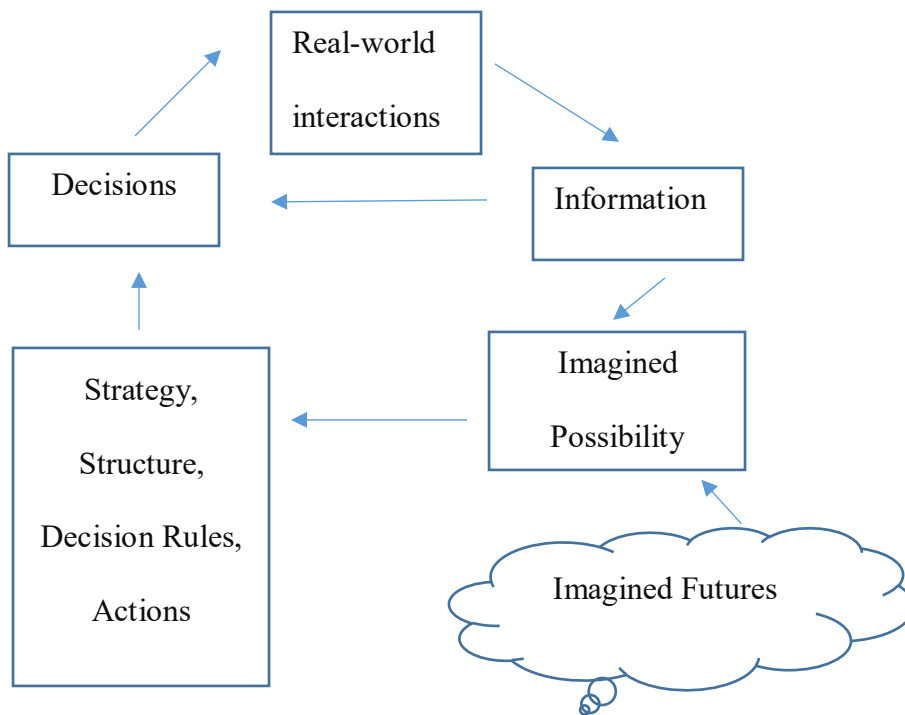 Real-world
interactions
Decisions
Information
Imagined
Possibility
Strategy,
Structure,
Decision Rules,
Actions
Imagined Futures